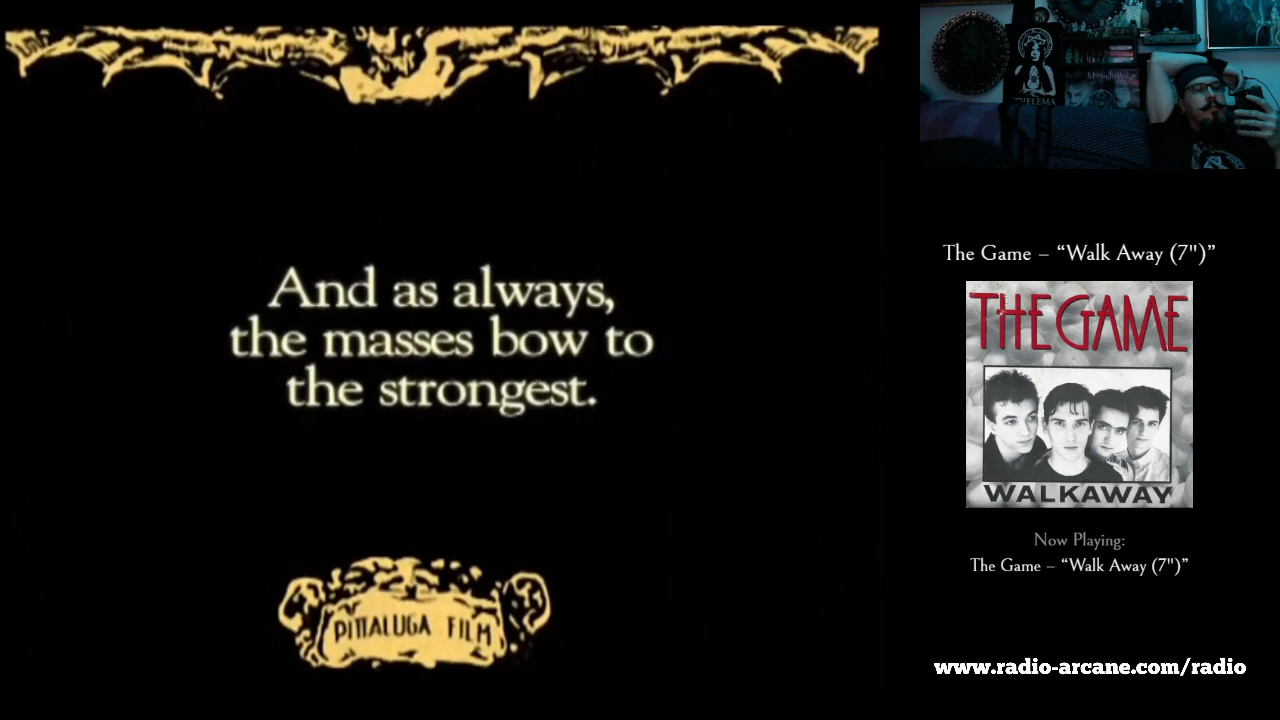 And as always,
the masses bow to
the strongest.
PITTALUGA FILM
THELEMA
The Game – “Walk Away (7")”
THE GAME
WALKAWAY
Now Playing:
The Game – “Walk Away (7")”
www.radio-arcane.com/radio